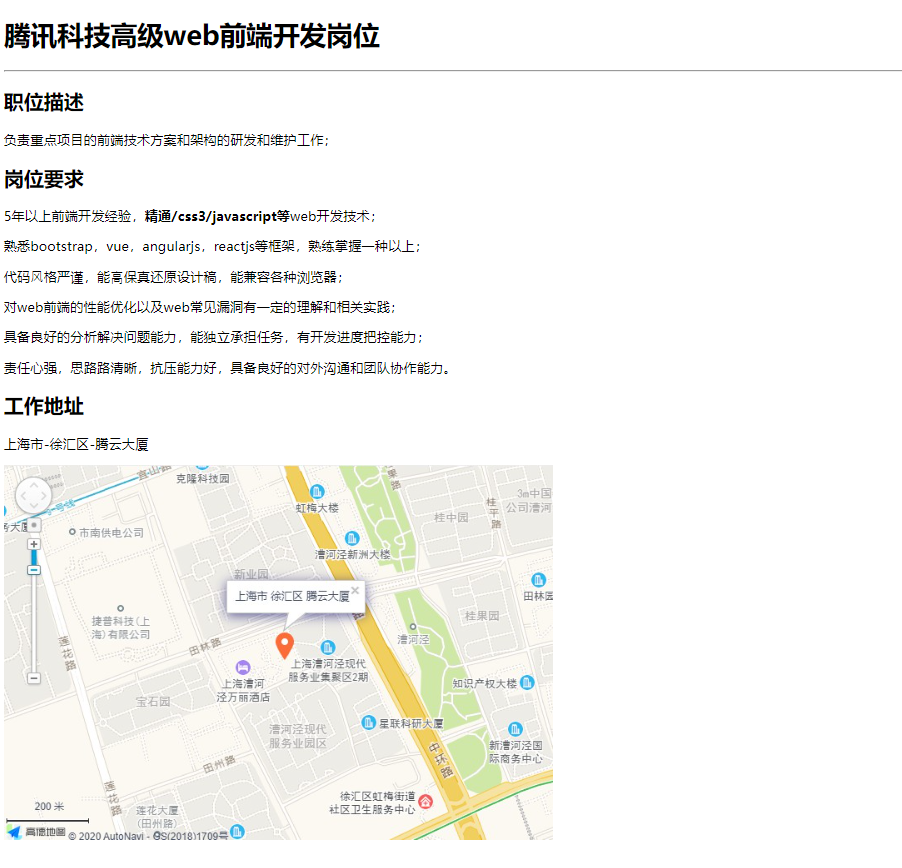 腾讯科技高级web前端开发岗位
职位描述
负责重点项目的前端技术方案和架构的研发和维护工作；
岗位要求
5年以上前端开发经验，精通/css3/javascript等web开发技术；
熟悉bootstrap，vue，angularjs，reactjs等框架，熟练掌握一种以上；
代码风格严谨，能高保真还原设计稿，能兼容各种浏览器；
对web前端的性能优化以及web常见漏洞有一定的理解和相关实践；
具备良好的分析解决问题能力，能独立承担任务，有开发进度把控能力；
责任心强，思路路清晰，抗压能力好，具备良好的对外沟通和团队协作能力。
工作地址
上海市-徐汇区-腾云大厦
宜山路
克隆科技园
虹梅大楼
桂中园
桂平路
3m中国
公司漕河
务大厦
市南供电公司
漕河泾新洲大楼
新业园
上海市 徐汇区 腾云大厦
田林园
捷普科技(上
海)有限公司
莲花路
田林路
漕河泾
桂果园
上海漕河泾现代
服务业集聚区2期
上海漕河
泾万丽酒店
宝石园
知识产权大楼
漕河泾现代
服务业园区
星联科研大厦
中环路
新漕河泾国
际商务中心
田州路
莲花路
徐汇区虹梅街道
社区卫生服务中心
200 米
莲花大厦
(田州路)
高德地图 © 2020 AutoNavi - GS(2018)1709号